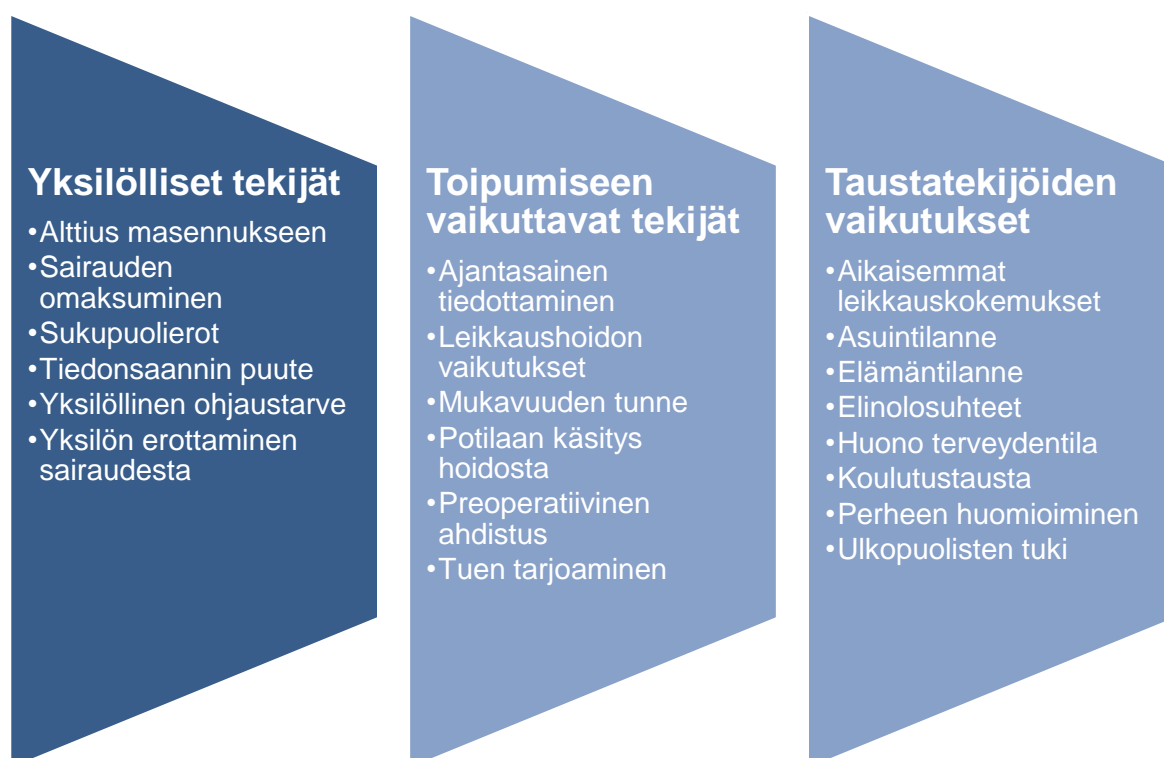 Yksilölliset tekijät
•Alttius masennukseen
•Sairauden
omaksuminen
•Sukupuolierot
•Tiedonsaannin puute
•Yksilöllinen ohjaustarve
•Yksilön erottaminen
sairaudesta
Toipumiseen
vaikuttavat tekijät
•Ajantasainen
tiedottaminen
•Leikkaushoidon
vaikutukset
•Mukavuuden tunne
•Potilaan käsitys
hoidosta
•Preoperatiivinen
ahdistus
•Tuen tarjoaminen
Taustatekijöiden
vaikutukset
•Aikaisemmat
leikkauskokemukset
•Asuintilanne
•Elämäntilanne
•Elinolosuhteet
•Huono terveydentila
•Koulutustausta
•Perheen huomioiminen
•Ulkopuolisten tuki